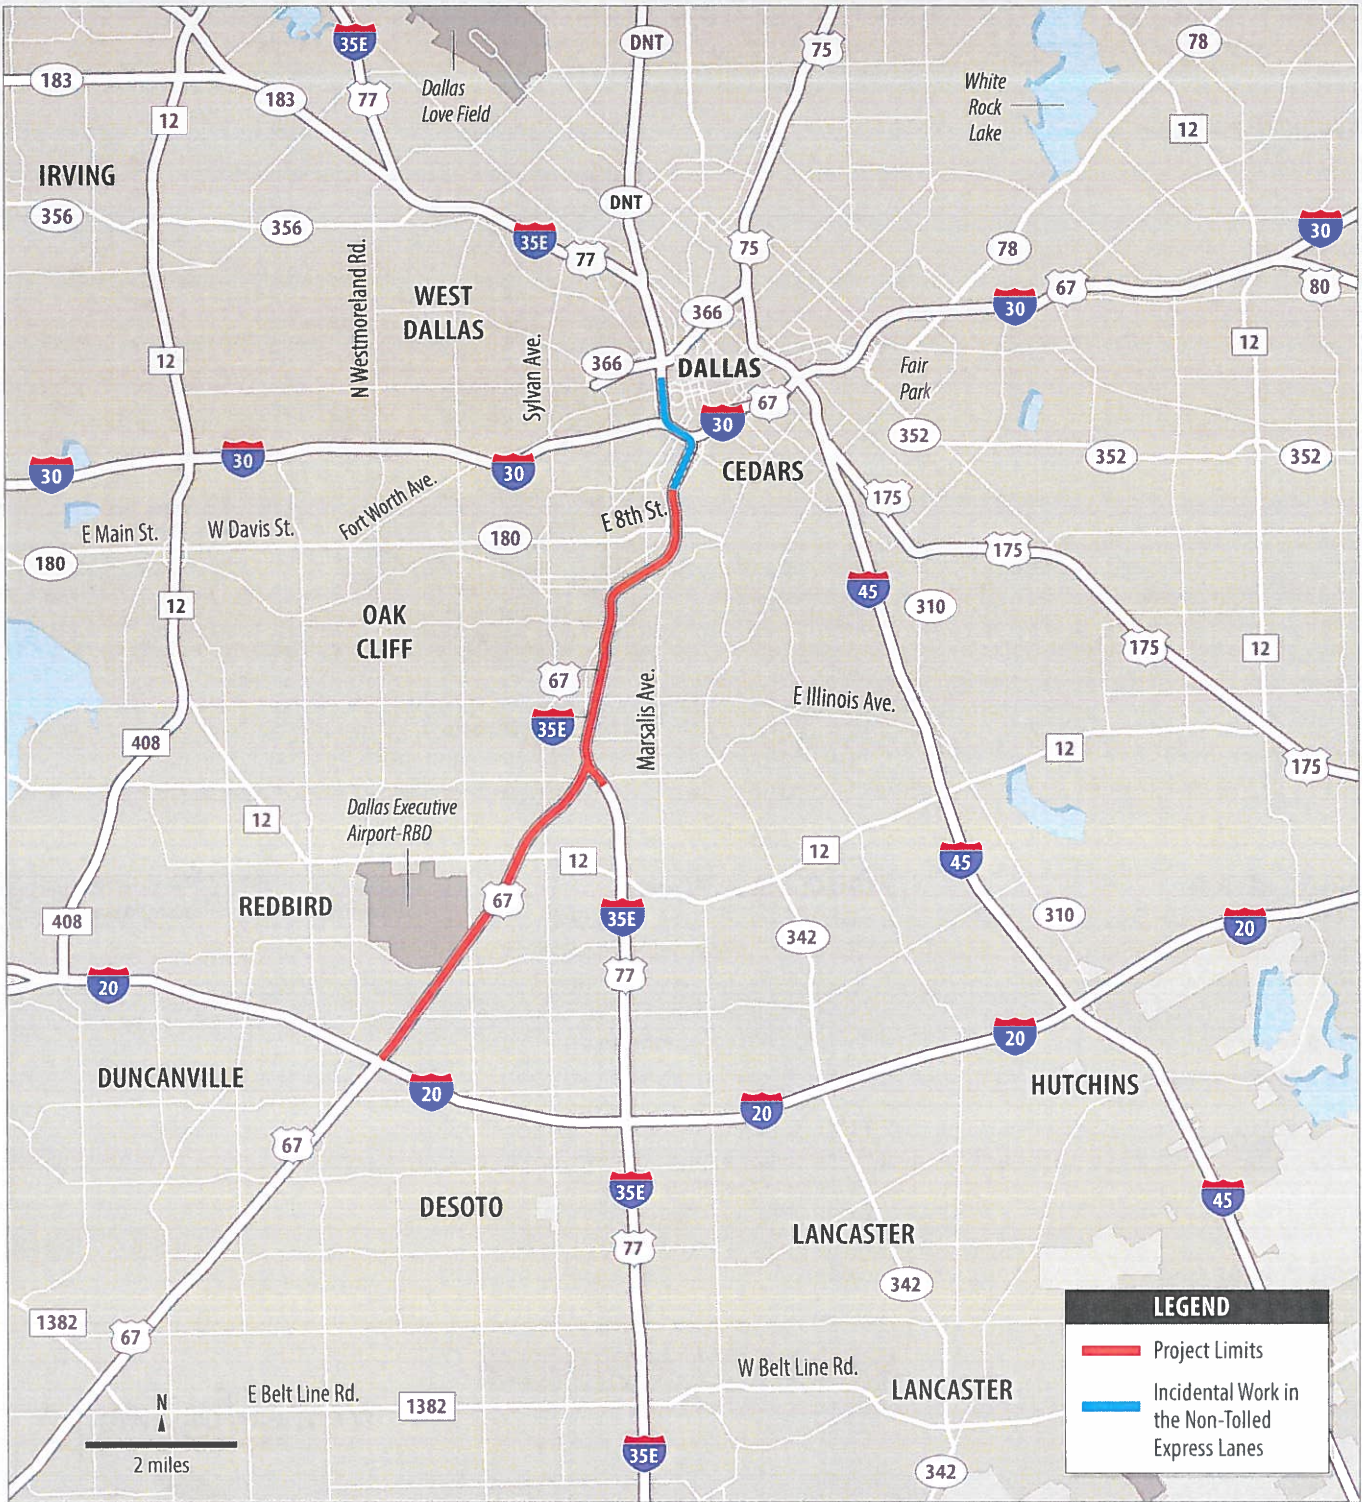 35E
DNT
75
78
183
77
183
Dallas
Love Field
White
Rock
Lake
12
12
IRVING
356
356
DNT
35E
77
75
78
30
N Westmoreland Rd.
WEST
DALLAS
67
80
30
366
12
366
DALLAS
Sylvan Ave.
Fair
Park
12
67
30
352
352
352
30
30
30
CEDARS
Fort Worth Ave.
175
E Main St.
W Davis St.
E 8th St.
180
180
175
45
310
12
OAK
CLIFF
67
35E
Marsalis Ave.
E Illinois Ave.
175
12
408
12
175
Dallas Executive
Airport-RBD
12
12
12
45
REDBIRD
67
35E
408
342
310
20
77
20
20
DUNCANVILLE
20
20
HUTCHINS
67
35E
45
DESOTO
77
LANCASTER
342
1382
67
LEGEND
Project Limits
Incidental Work in
the Non-Tolled
Express Lanes
N
2 miles
E Belt Line Rd.
1382
W Belt Line Rd.
LANCASTER
35E
342